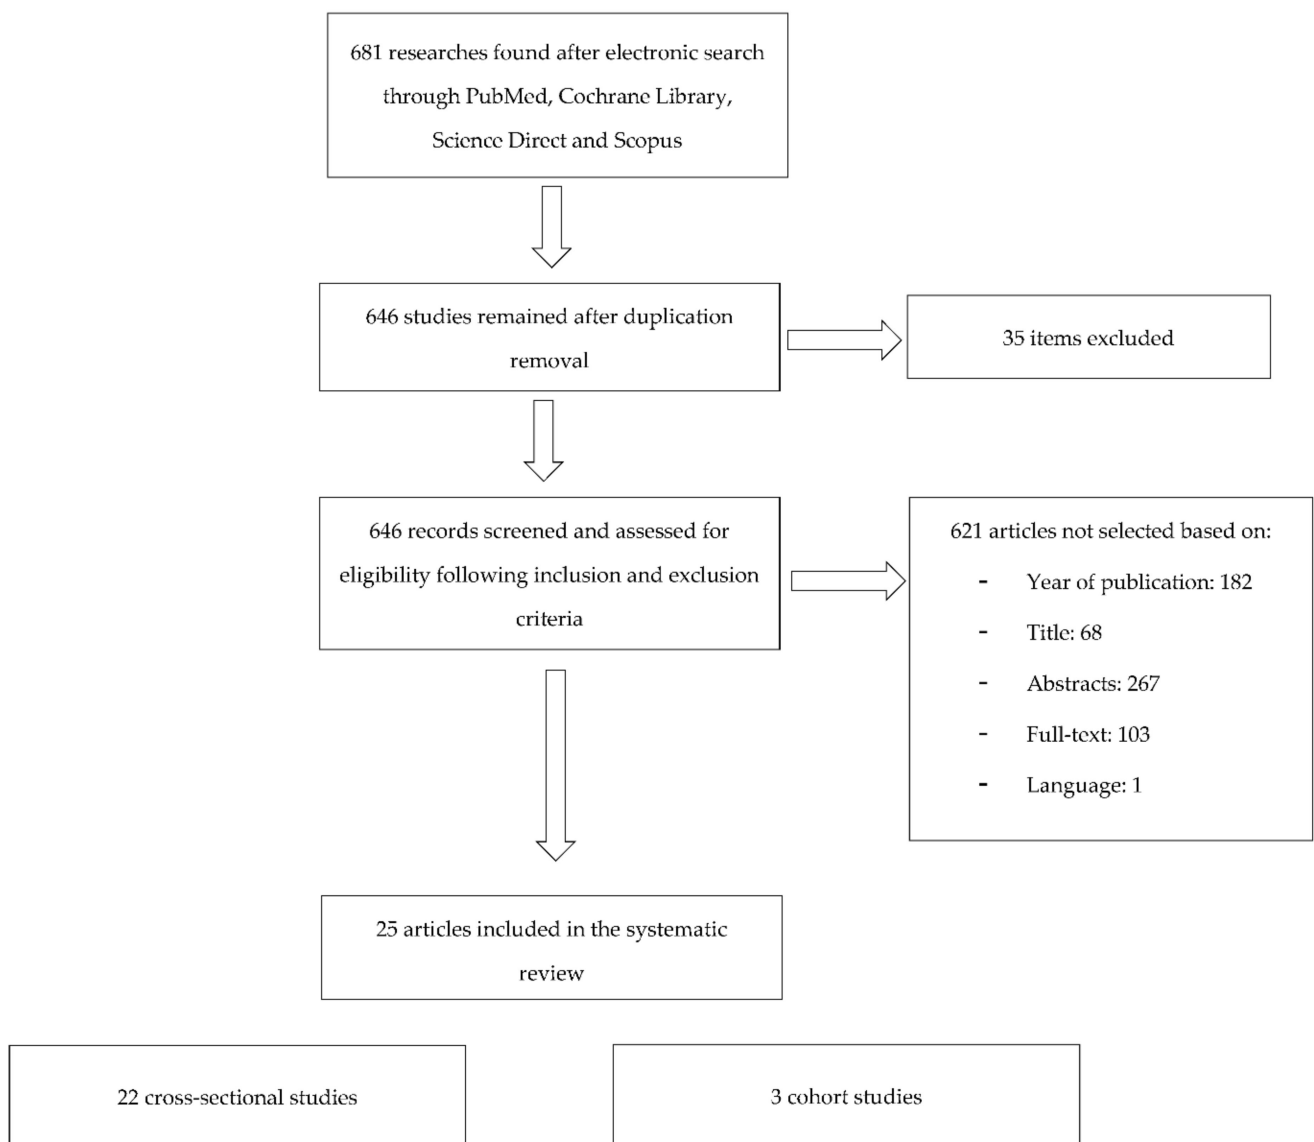 681 researches found after electronic search
through PubMed, Cochrane Library,
Science Direct and Scopus
646 studies remained after duplication
removal
35 items excluded
646 records screened and assessed for
eligibility following inclusion and exclusion
criteria
621 articles not selected based on:
- Year of publication: 182
- Title: 68
- Abstracts: 267
- Full-text: 103
- Language: 1
25 articles included in the systematic
review
22 cross-sectional studies
3 cohort studies